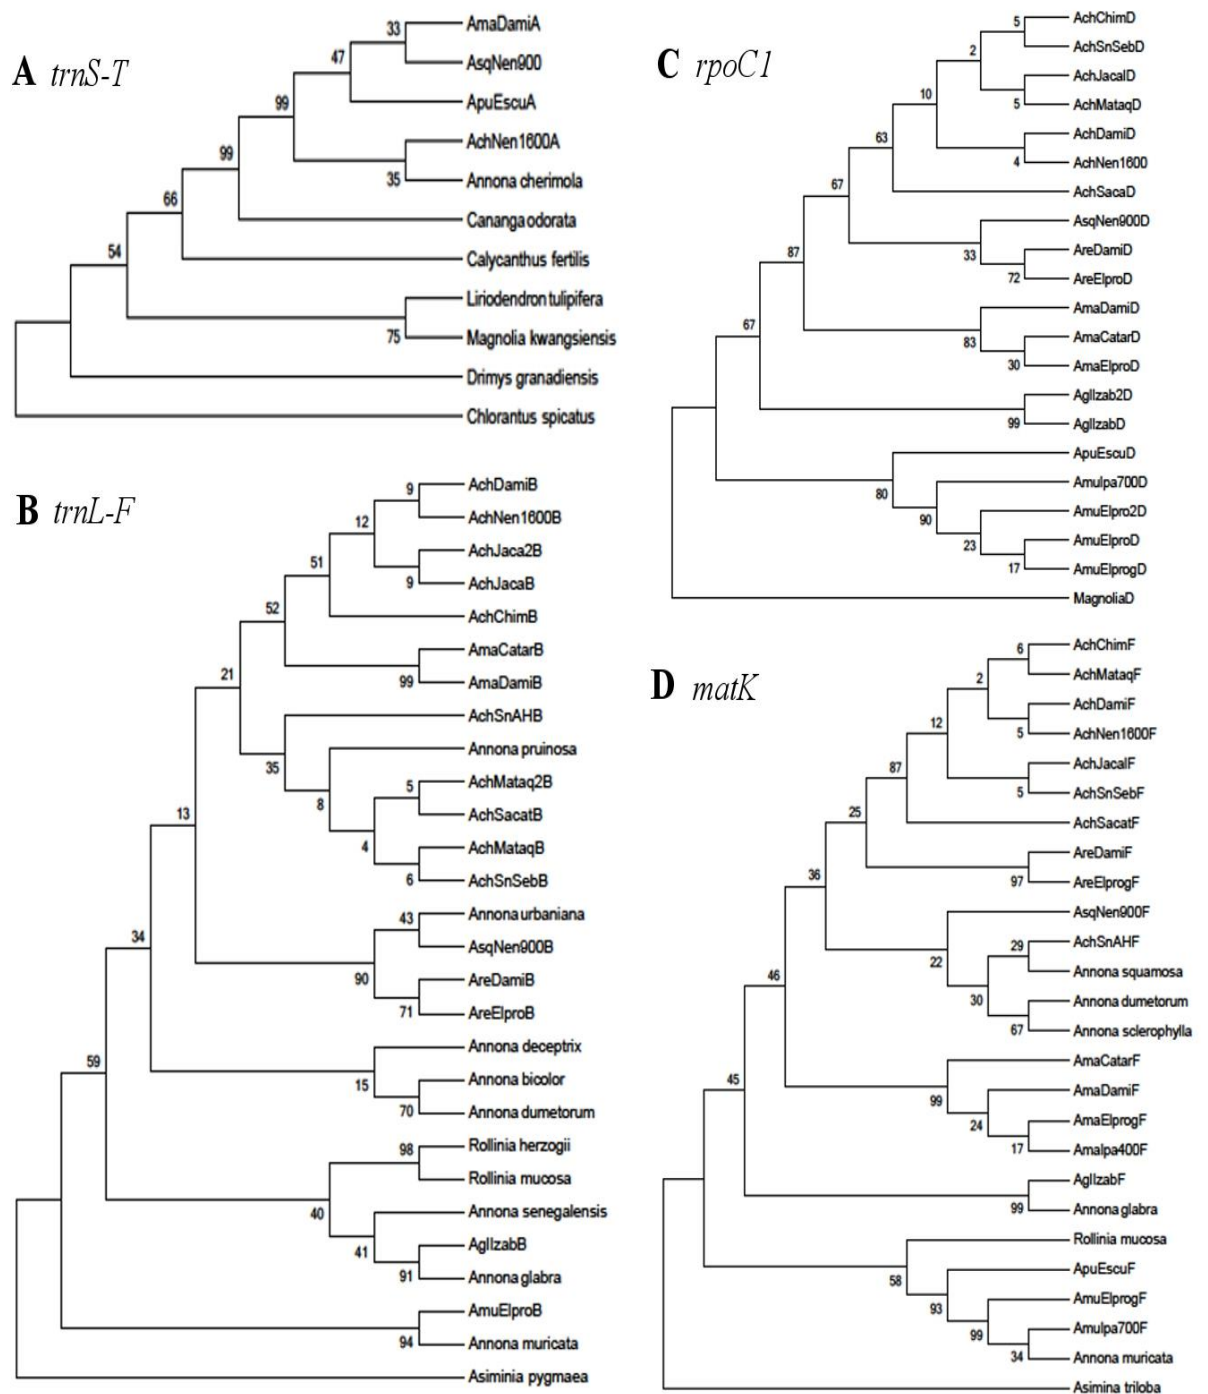 A trnS-T
33
AmaDamiA
AsqNen900
47
ApuEscuA
99
AchNen1600A
35
Annona cherimola
99
Cananga odorata
66
Calycanthus fertilis
54
Liriodendron tulipifera
75
Magnolia kwangsiensis
Drimys granadiensis
Chlorantus spicatus
B trnL-F
9
AchDamiB
AchNen1600B
12
AchJaca2B
9
AchJacaB
51
AchChimB
52
AmaCatarB
99
AmaDamiB
21
AchSnAHB
35
Annona pruinosa
8
5
AchMataq2B
AchSacatB
4
AchMataqB
6
AchSnSebB
13
43
Annona urbaniana
AsqNen900B
90
AreDamiB
71
AreElproB
34
Annona deceptrix
15
Annona bicolor
70
Annona dumetorum
59
98
Rollinia herzogii
Rollinia mucosa
40
Annona senegalensis
41
AglIzabB
91
Annona glabra
AmuElproB
94
Annona muricata
Asiminia pygmaea
C rpoC1
5
AchChimD
AchSnSebD
2
AchJacalD
5
AchMataqD
10
AchDamiD
4
AchNen1600
63
AchSacaD
67
AsqNen900D
33
AreDamiD
72
AreElproD
87
AmaDamiD
83
AmaCatarD
30
AmaElproD
67
AglIzab2D
99
AglIzabD
ApuEscuD
80
AmuIpa700D
90
AmuElpro2D
23
AmuElproD
17
AmuElprogD
MagnoliaD
D matK
6
AchChimF
AchMataqF
2
AchDamiF
5
AchNen1600F
12
AchJacalF
5
AchSnSebF
87
AchSacatF
25
AreDamiF
97
AreElprogF
36
AsqNen900F
22
29
AchSnAHF
Annona squamosa
30
Annona dumetorum
67
Annona sclerophylla
46
AmaCatarF
99
AmaDamiF
24
AmaElprogF
17
AmaIpa400F
45
AglIzabF
99
Annona glabra
Rollinia mucosa
58
ApuEscuF
93
AmuElprogF
99
AmuIpa700F
34
Annona muricata
Asimina triloba